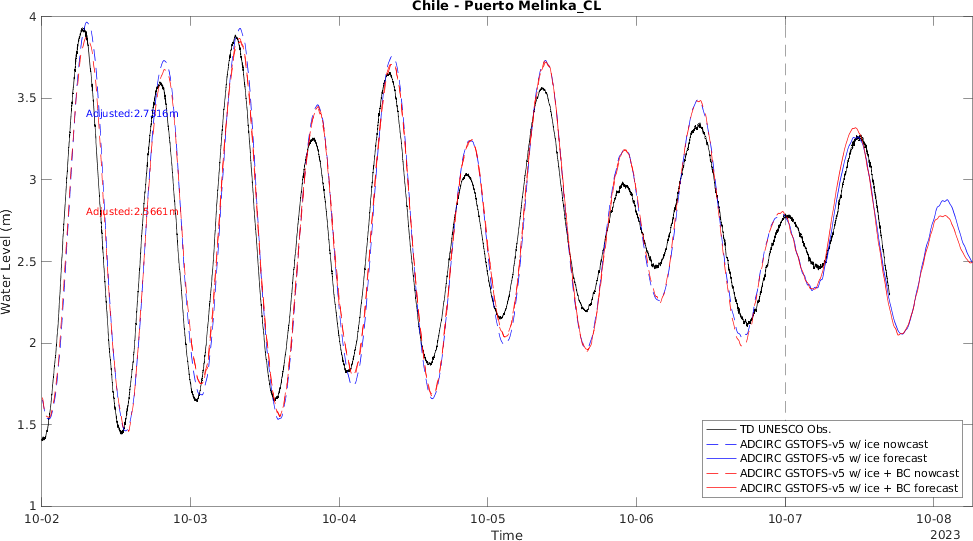 Chile - Puerto Melinka_CL
4
3.5
3
2.5
2
1.5
1
Water Level (m)
Adjusted:2.7316m
Adjusted:2.5661m
TD UNESCO Obs.
ADCIRC GSTOFS-v5 w/ ice nowcast
ADCIRC GSTOFS-v5 w/ ice forecast
ADCIRC GSTOFS-v5 w/ ice + BC nowcast
ADCIRC GSTOFS-v5 w/ ice + BC forecast
10-02 10-03 10-04 10-05 10-06 10-07 10-08
2023
Time